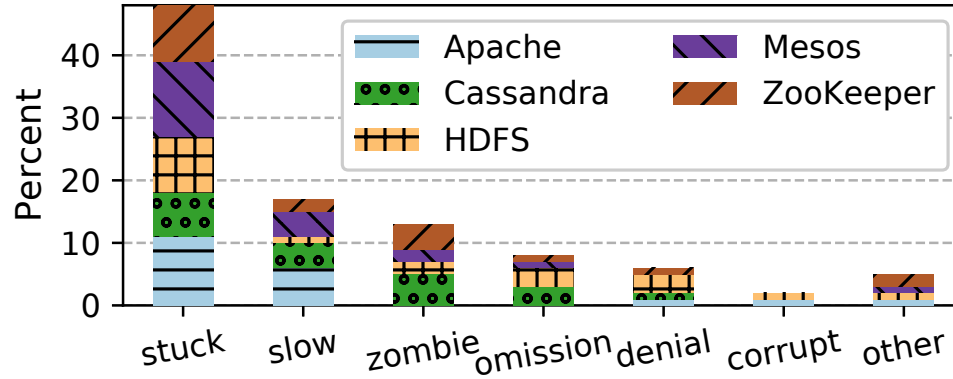 Percent
40
30
20
10
0
Apache
Cassandra
HDFS
Mesos
ZooKeeper
stuck
slow
zombie
omission
denial
corrupt
other